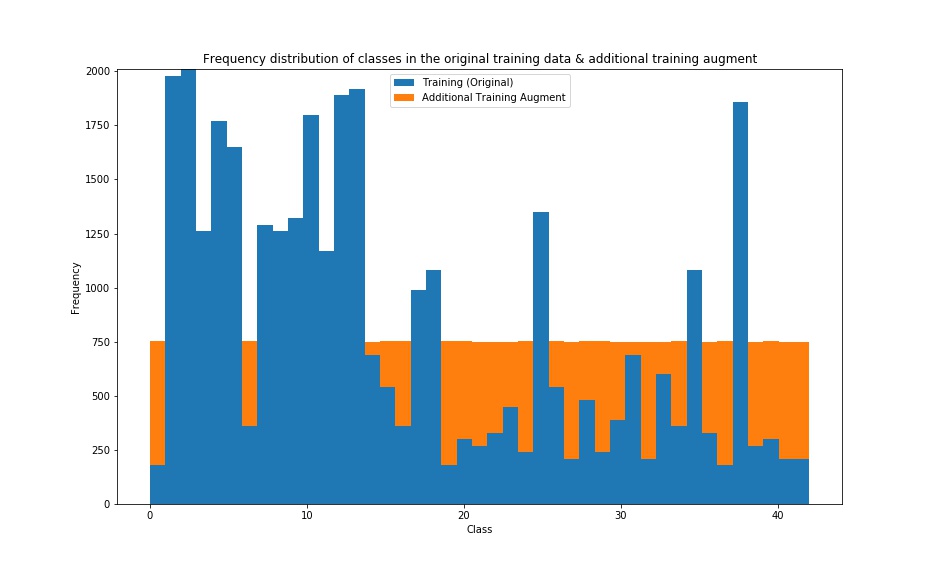 Frequency distribution of classes in the original training data & additional training augment
Training (Original)
Additional Training Augment
Frequency
2000
1750
1500
1250
1000
750
500
250
0
0 10 20 30 40
Class